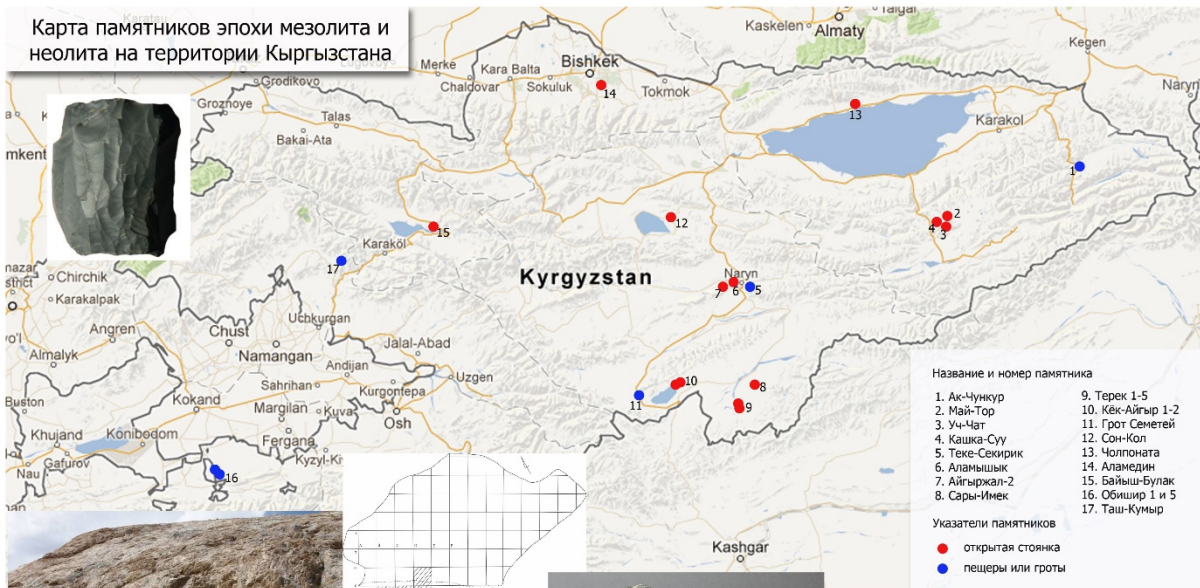 Карта памятников эпохи мезолита и
неолита на территории Кыргызстана
Karatau
Talgar
Kaskelen
Almaty
Kegen
Merke
Kara Balta
Bishkek
Chaldovar
Sokuluk
Tokmok
14
Grodikovo
Groznoye
Talas
Bakai-Ata
13
Karakol
Naryn
mkent
1
2
4
3
12
15
Karaköl
17
Kyrgyzstan
Naryn
7
6
5
Chirchik
Karakalpak
Angren
Almalyk
Chust
Namangan
Uchkurgan
Jalal-Abad
Andijan
Sahrihan
Kurgontepa
Uzgen
Buston
Kokand
Margilan
Kuva
Osh
Khujand
Konibodom
Fergana
Gafurov
Nau
16
10
11
8
9
Kashgar
Название и номер памятника
1. Ак-Чункур
2. Май-Тор
3. Уч-Чат
4. Кашка-Суу
5. Теке-Секирик
6. Аламышык
7. Айгыржал-2
8. Сары-Имек
9. Терек 1-5
10. Кёк-Айгыр 1-2
11. Грот Семетей
12. Сон-Кол
13. Чолпоната
14. Аламедин
15. Байыш-Булак
16. Обишир 1 и 5
17. Таш-Кумыр
Указатели памятников
открытая стоянка
пещеры или гроты